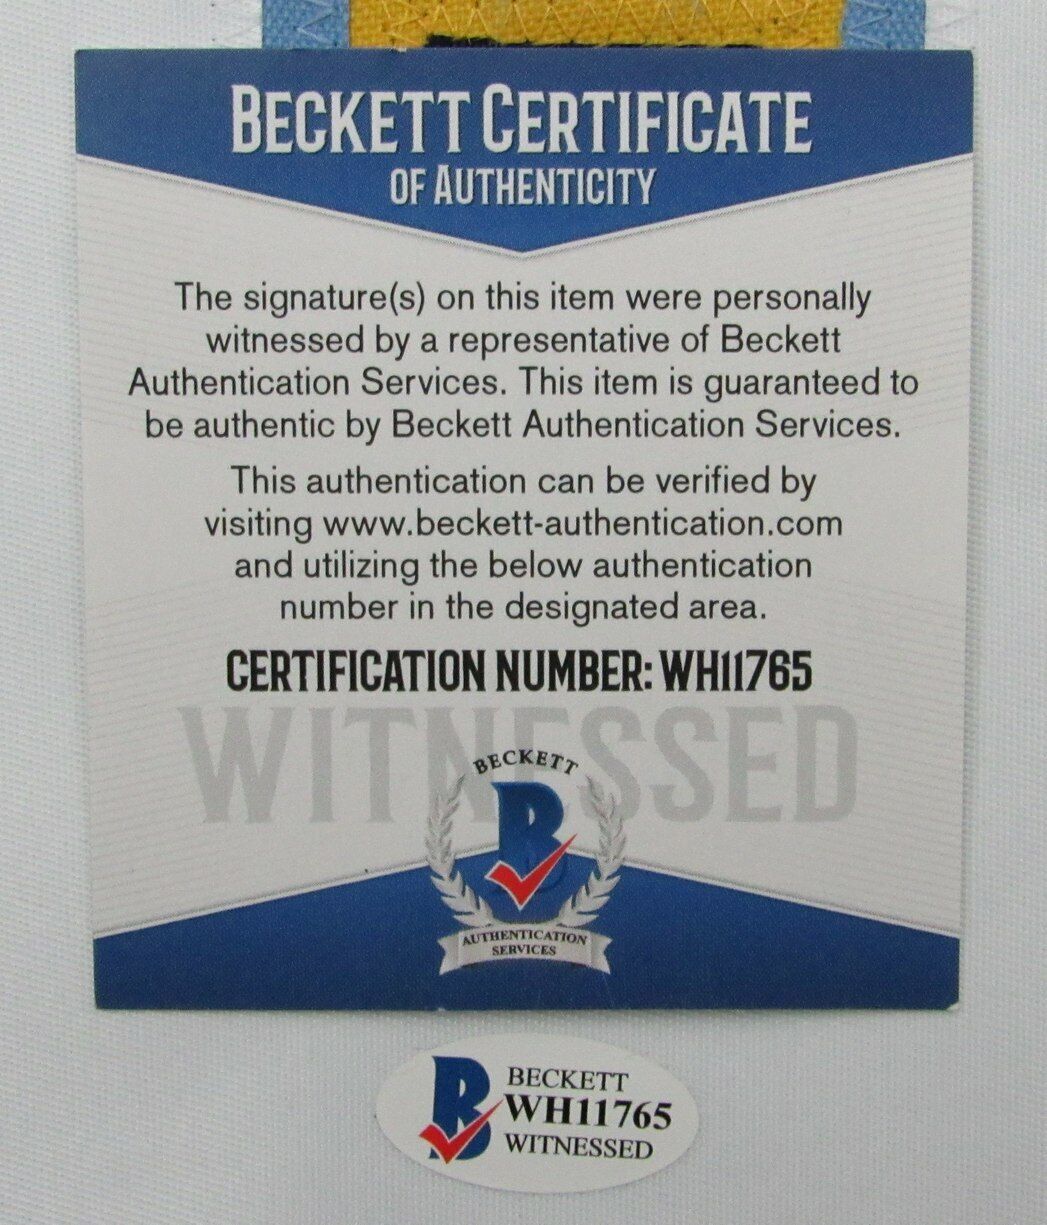 BECKETT CERTIFICATE
OF AUTHENTICITY
The signature(s) on this item were personally
witnessed by a representative of Beckett
Authentication Services. This item is guaranteed to
be authentic by Beckett Authentication Services.
This authentication can be verified by
visiting www.beckett-authentication.com
and utilizing the below authentication
number in the designated area.
CERTIFICATION NUMBER: WH11765
WITNESSED
BECKETT
B
AUTHENTICATION
SERVICES
B
BECKETT
WH11765
WITNESSED